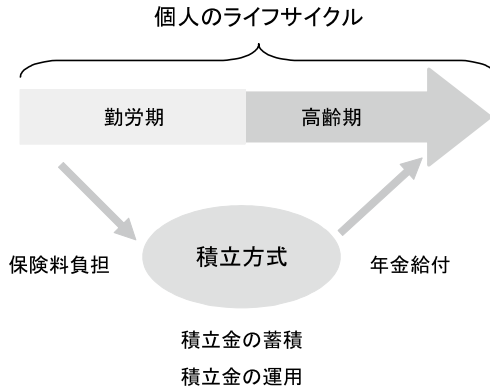 個人のライフサイクル
勤労期
高齢期
保険料負担
積立方式
年金給付
積立金の蓄積
積立金の運用